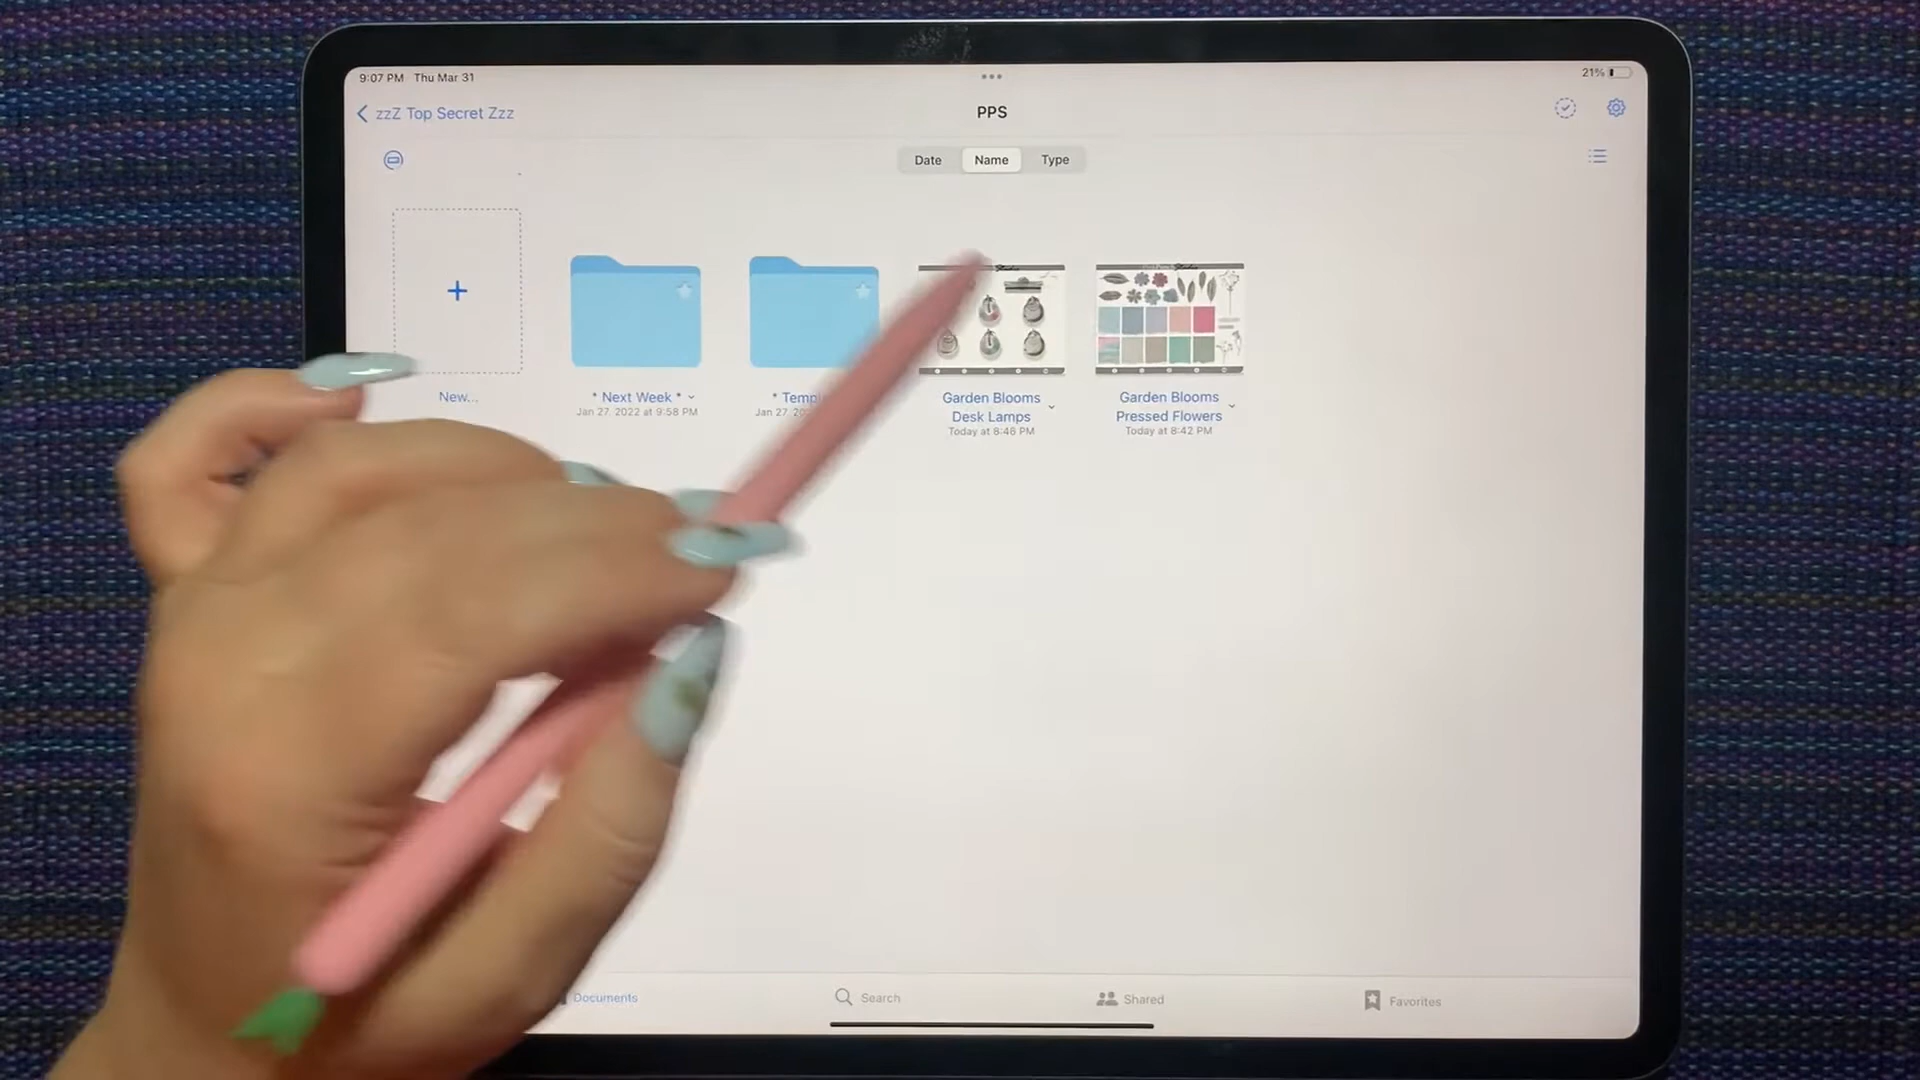 9:07 PM Thu Mar 31
21%
zzZ Top Secret Zzz
PPS
Date Name Type
New...
* Next Week *
Jan 27, 2022 at 9:58 PM
Jan 27,
Garden Blooms
Desk Lamps
Today at 8:46 PM
Garden Blooms
Pressed Flowers
Today at 8:42 PM
Documents
Search
Shared
Favorites